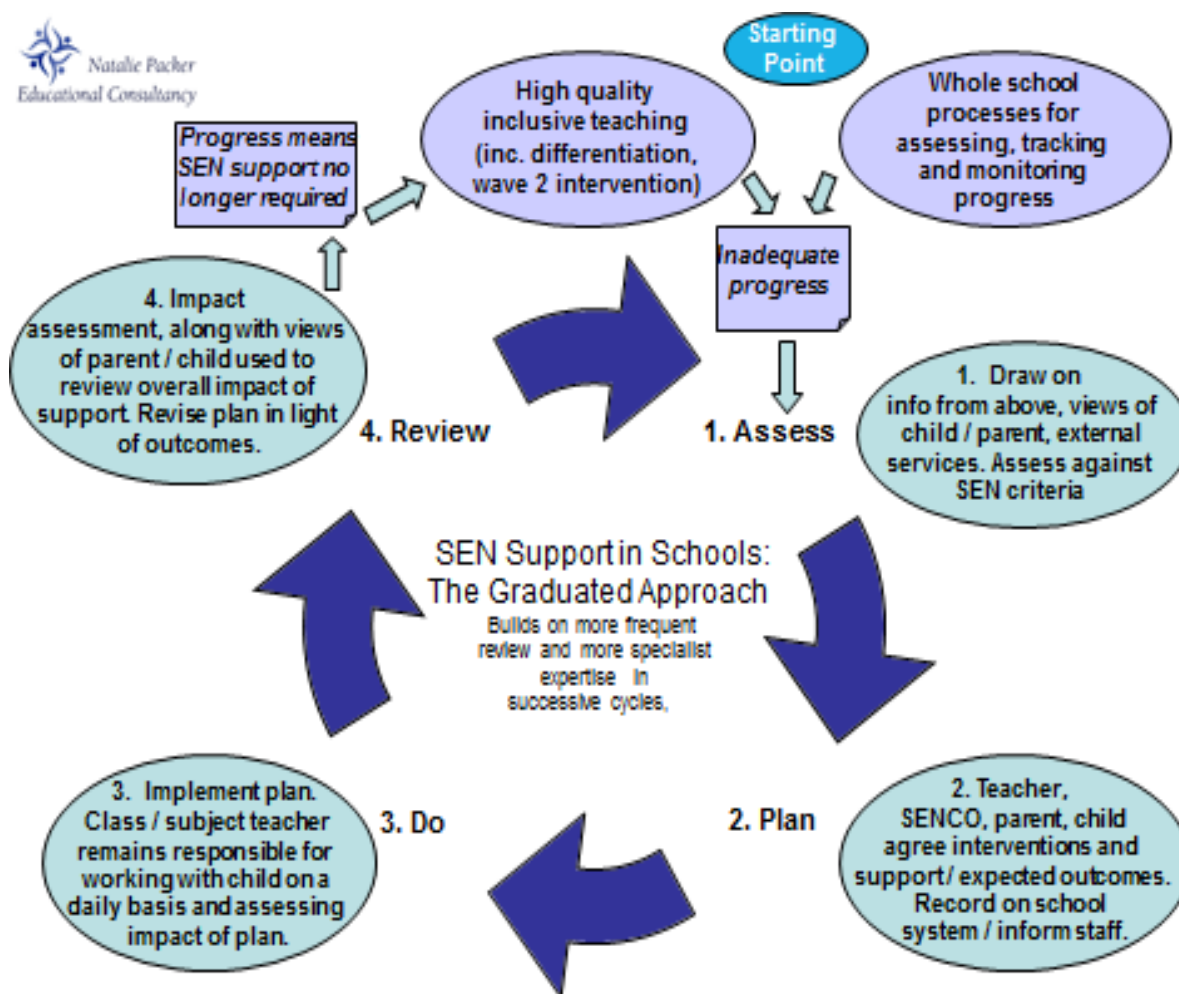 Natalie Packer
Educational Consultancy
Starting
Point
High quality
inclusive teaching
(inc. differentiation,
wave 2 intervention)
Whole school
processes for
assessing, tracking
and monitoring
progress
Progress means
SEN support no
longer required
Inadequate
progress
4. Impact
assessment, along with views
of parent / child used to
review overall impact of
support. Revise plan in light
of outcomes.
4. Review
1. Assess
1. Draw on
info from above, views of
child / parent, external
services. Assess against
SEN criteria
SEN Support in Schools:
The Graduated Approach
Builds on more frequent
review and more specialist
expertise in
successive cycles,
3. Implement plan.
Class / subject teacher
remains responsible for
working with child on a
daily basis and assessing
impact of plan.
3. Do
2. Plan
2. Teacher,
SENCO, parent, child
agree interventions and
support / expected outcomes.
Record on school
system / inform staff.